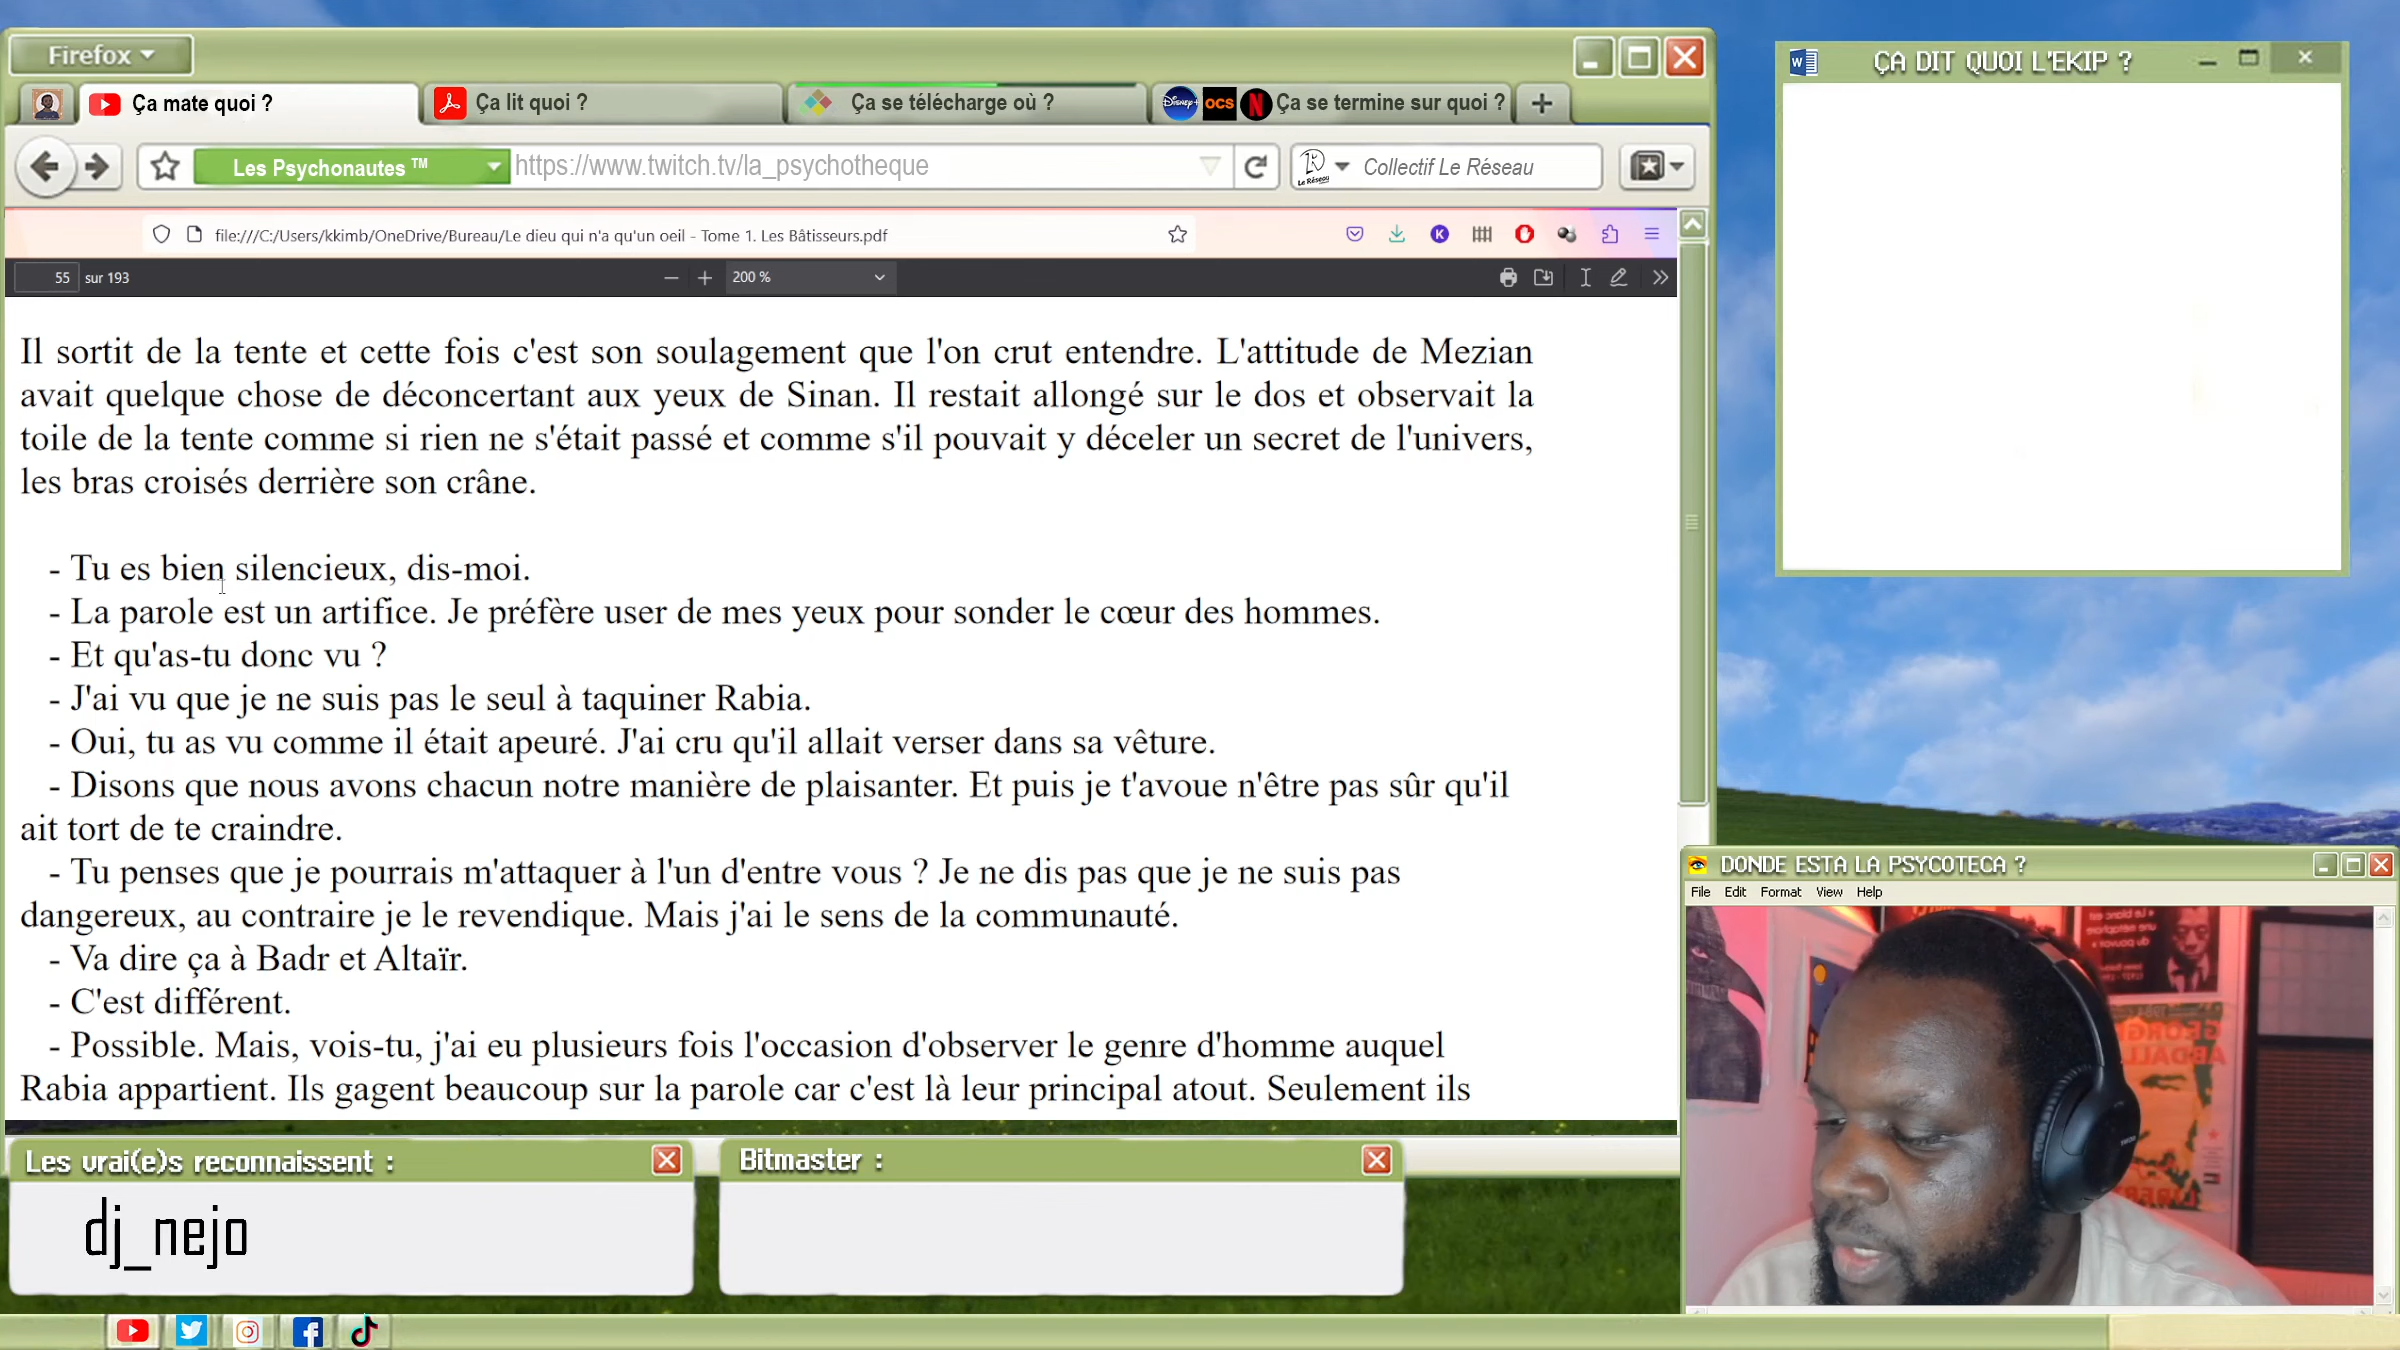 Firefox
ÇA DIT QUOI L'EKIP ?
Ça mate quoi ?
Ça lit quoi ?
Ça se télécharge où ?
Disney+ OCS N Ça se termine sur quoi ?
Les Psychonautes ™
https://www.twitch.tv/la_psychotheque
Le Réseau
Collectif Le Réseau
file:///C:/Users/kkimb/OneDrive/Bureau/Le dieu qui n'a qu'un oeil - Tome 1. Les Bâtisseurs.pdf
55 sur 193
200 %
Il sortit de la tente et cette fois c'est son soulagement que l'on crut entendre. L'attitude de Mezian
avait quelque chose de déconcertant aux yeux de Sinan. Il restait allongé sur le dos et observait la
toile de la tente comme si rien ne s'était passé et comme s'il pouvait y déceler un secret de l'univers,
les bras croisés derrière son crâne.
- Tu es bien silencieux, dis-moi.
- La parole est un artifice. Je préfère user de mes yeux pour sonder le cœur des hommes.
- Et qu'as-tu donc vu ?
- J'ai vu que je ne suis pas le seul à taquiner Rabia.
- Oui, tu as vu comme il était apeuré. J'ai cru qu'il allait verser dans sa vêture.
- Disons que nous avons chacun notre manière de plaisanter. Et puis je t'avoue n'être pas sûr qu'il
ait tort de te craindre.
- Tu penses que je pourrais m'attaquer à l'un d'entre vous ? Je ne dis pas que je ne suis pas
dangereux, au contraire je le revendique. Mais j'ai le sens de la communauté.
- Va dire ça à Badr et Altaïr.
- C'est différent.
- Possible. Mais, vois-tu, j'ai eu plusieurs fois l'occasion d'observer le genre d'homme auquel
Rabia appartient. Ils gagent beaucoup sur la parole car c'est là leur principal atout. Seulement ils
DONDE ESTA LA PSYCOTECA ?
File Edit Format View Help
« Le blanc est
une métaphore
du pouvoir »
1984
GEORGES
ABDALLAH
Les vrai(e)s reconnaissent :
dj_nejo
Bitmaster :